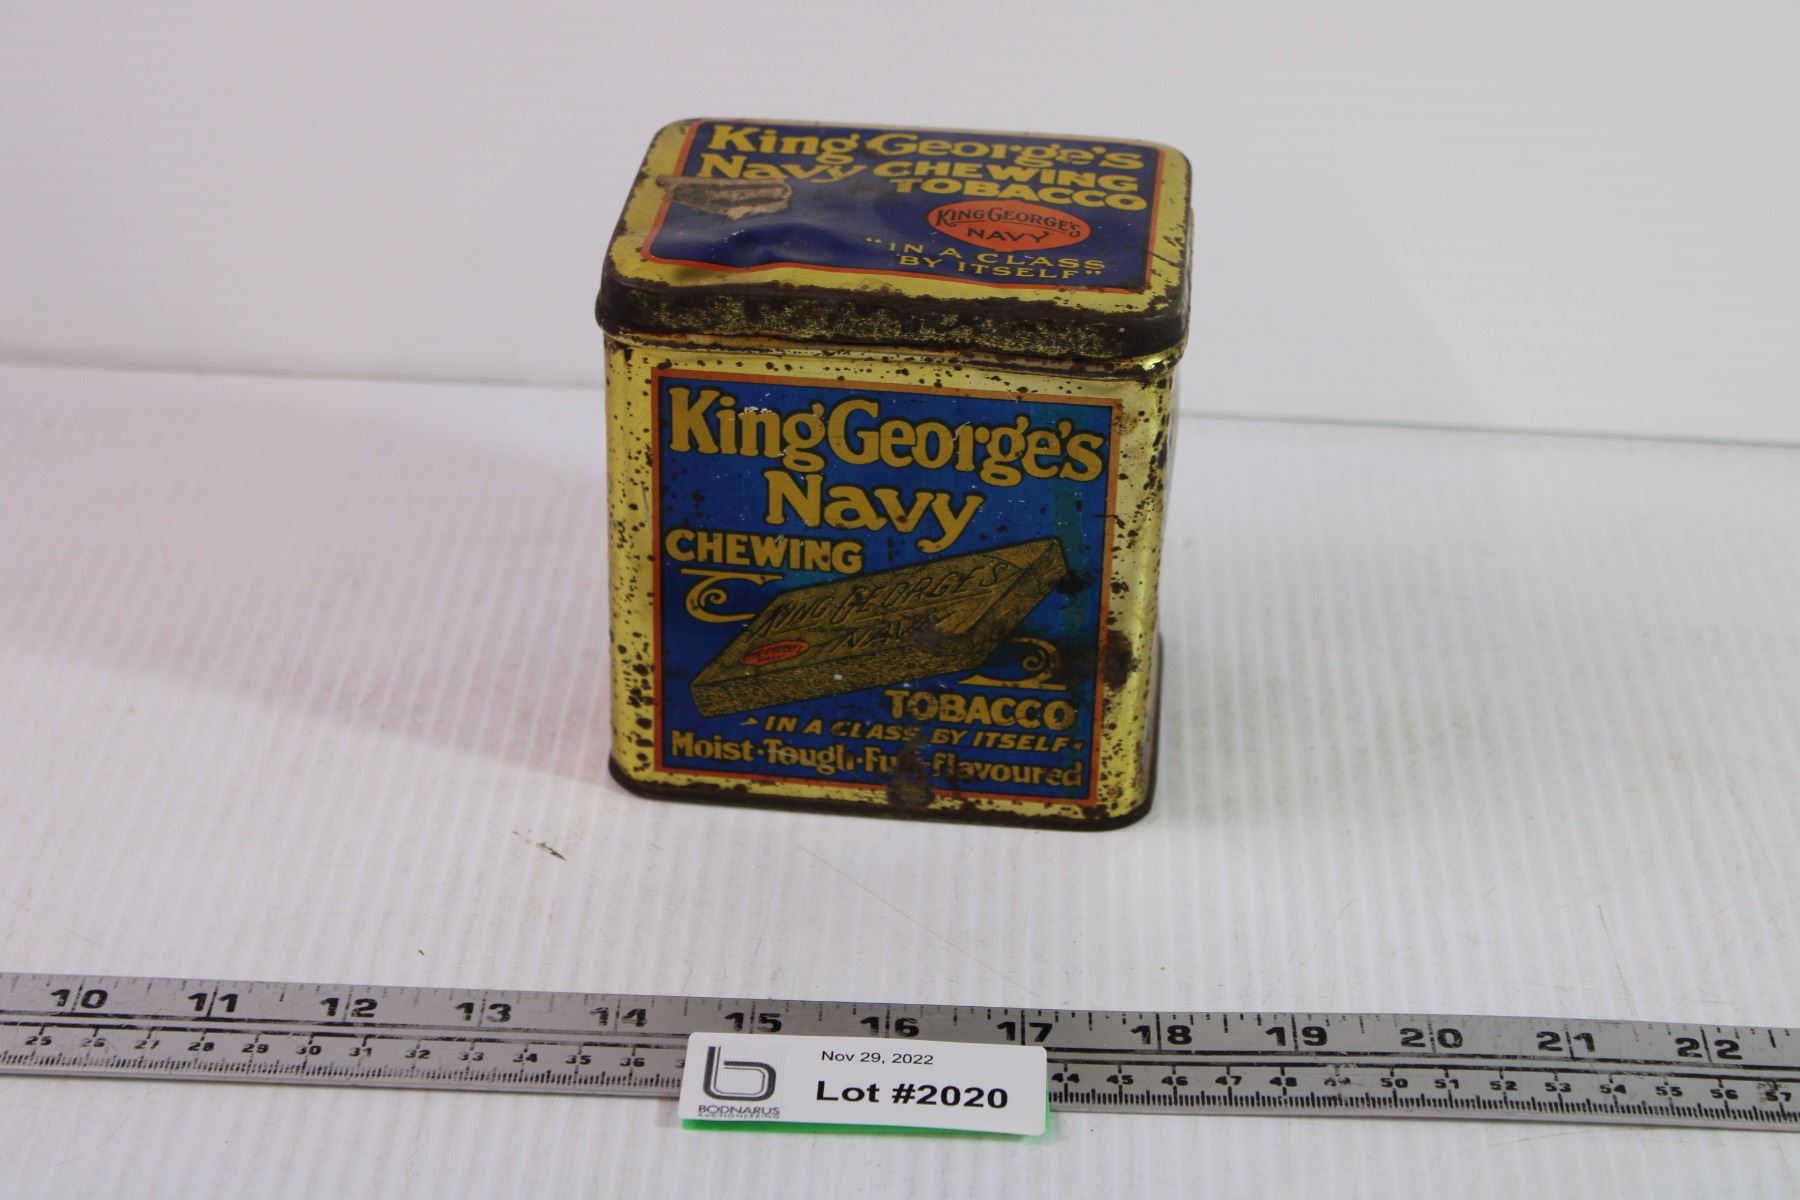 King George's
Navy CHEWING
TOBACCO
KING GEORGE'S
NAVY
"IN A CLASS
BY ITSELF"
King George's
Navy
CHEWING
KING GEORGE'S
NAVY
TOBACCO
IN A CLASS BY ITSELF
Moist·Tough·Full-flavoured
10 11 12 13 14 15 16 17 18 19 20 21 22
25 26 27 28 29 30 31 32 33 34 35 36 44 45 46 47 48 49 50 51 52 53 54 55 56 57
Nov 29, 2022
Lot #2020
b
BODNARUS
AUCTIONEERING